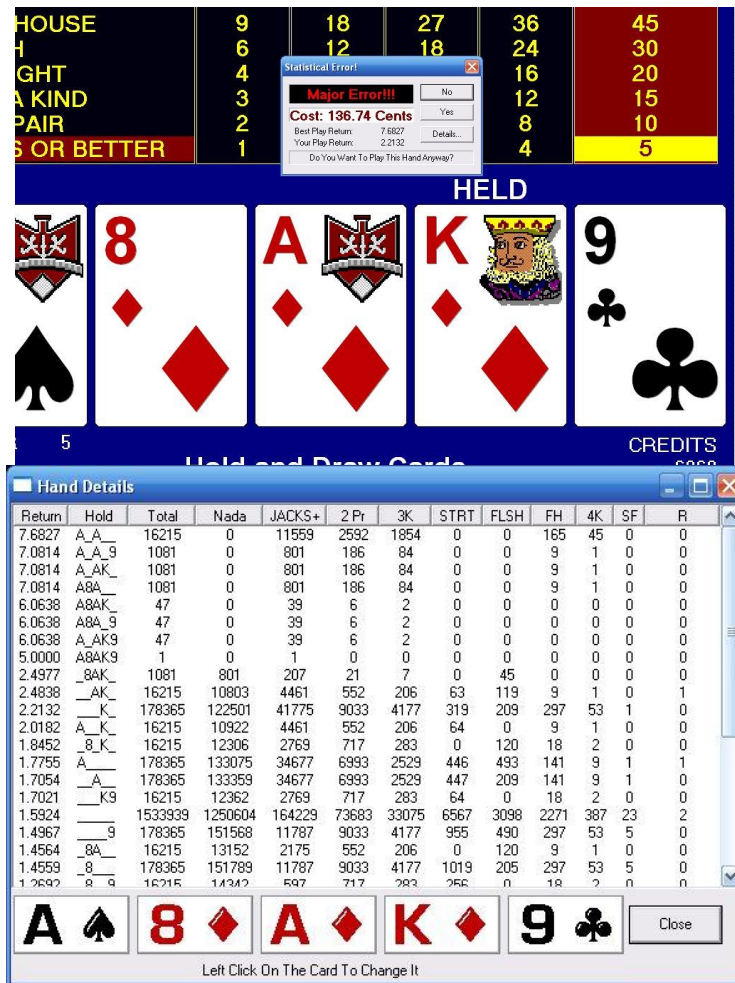 HOUSE 9 18 27 36 45
H 6 12 18 24 30
GHT 4 16 20
A KIND 3 12 15
PAIR 2 8 10
S OR BETTER 1 4 5
Statistical Error!
Major Error!!!
No
Cost: 136.74 Cents
Yes
Best Play Return: 7.6827
Your Play Return: 2.2132
Details...
Do You Want To Play This Hand Anyway?
HELD
8 A K 9
5
CREDITS
Hold and Draw Cards
Hand Details
Return Hold Total Nada JACKS+ 2 Pr 3K STRT FLSH FH 4K SF R
7.6827 A_A__ 16215 0 11559 2592 1854 0 0 165 45 0 0
7.0814 A_A_9 1081 0 801 186 84 0 0 9 1 0 0
7.0814 A_AK_ 1081 0 801 186 84 0 0 9 1 0 0
7.0814 A8A__ 1081 0 801 186 84 0 0 9 1 0 0
6.0638 A8AK_ 47 0 39 6 2 0 0 0 0 0 0
6.0638 A8A_9 47 0 39 6 2 0 0 0 0 0 0
6.0638 A_AK9 47 0 39 6 2 0 0 0 0 0 0
5.0000 A8AK9 1 0 1 0 0 0 0 0 0 0 0
2.4977 _8AK_ 1081 801 207 21 7 0 45 0 0 0 0
2.4838 __AK_ 16215 10803 4461 552 206 63 119 9 1 0 1
2.2132 ___K_ 178365 122501 41775 9033 4177 319 209 297 53 1 0
2.0182 A__K_ 16215 10922 4461 552 206 64 0 9 1 0 0
1.8452 _8_K_ 16215 12306 2769 717 283 0 120 18 2 0 0
1.7755 A____ 178365 133075 34677 6993 2529 446 493 141 9 1 1
1.7054 __A__ 178365 133359 34677 6993 2529 447 209 141 9 1 0
1.7021 ___K9 16215 12362 2769 717 283 64 0 18 2 0 0
1.5924 _____ 1533939 1250604 164229 73683 33075 6567 3098 2271 387 23 2
1.4967 ____9 178365 151568 11787 9033 4177 955 490 297 53 5 0
1.4564 _8A__ 16215 13152 2175 552 206 0 120 9 1 0 0
1.4559 _8___ 178365 151789 11787 9033 4177 1019 205 297 53 5 0
1.2692 _8__9 16215 14342 597 717 283 256 0 18 2 0 0
A 8 A K 9
Close
Left Click On The Card To Change It